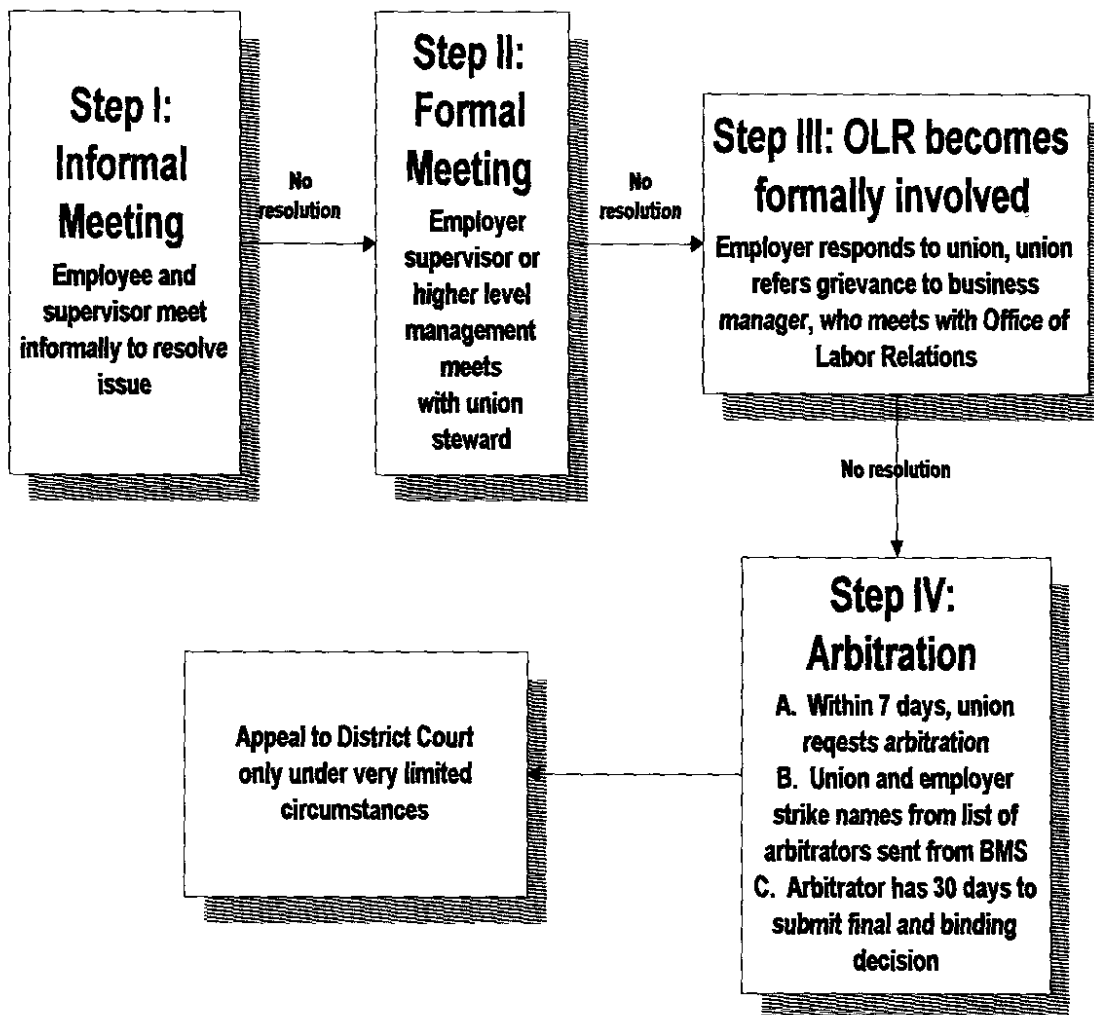 Step I:
Informal
Meeting
Employee and
supervisor meet
informally to resolve
issue
No
resolution
Step II:
Formal
Meeting
Employer
supervisor or
higher level
management
meets
with union
steward
No
resolution
Step III: OLR becomes
formally involved
Employer responds to union, union
refers grievance to business
manager, who meets with Office of
Labor Relations
No resolution
Step IV:
Arbitration
A. Within 7 days, union
reqests arbitration
B. Union and employer
strike names from list of
arbitrators sent from BMS
C. Arbitrator has 30 days to
submit final and binding
decision
Appeal to District Court
only under very limited
circumstances